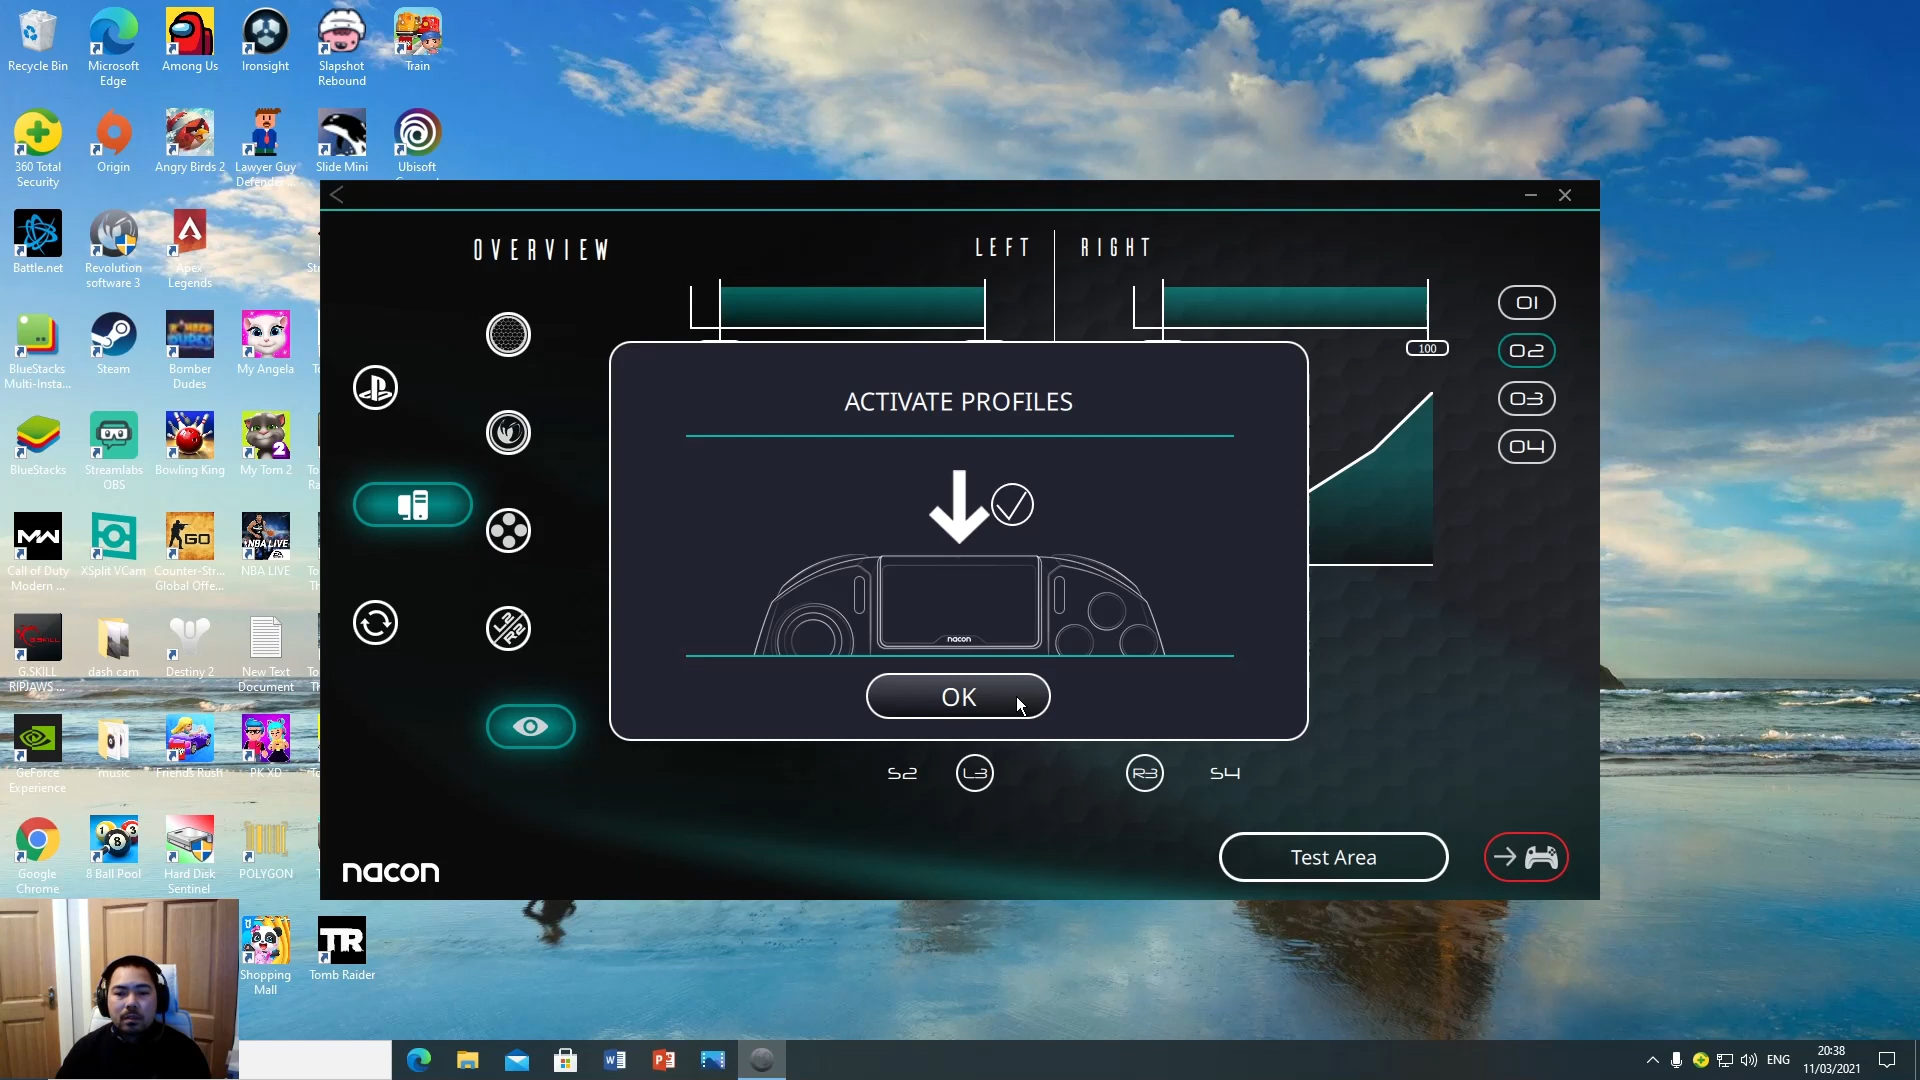 Recycle Bin
Microsoft
Edge
Among Us
Ironsight
Slapshot
Rebound
Train
360 Total
Security
Origin
Angry Birds 2
Lawyer Guy
Defender ...
Slide Mini
Ubisoft
Battle.net
Revolution
software 3
Apex
Legends
BlueStacks
Multi-Insta...
Steam
Bomber
Dudes
My Angela
BlueStacks
Streamlabs
OBS
Bowling King
My Tom 2
Call of Duty
Modern ...
XSplit VCam
Counter-Str...
Global Offe...
NBA LIVE
G.SKILL
RIPJAWS ...
dash cam
Destiny 2
New Text
Document
GeForce
Experience
music
Friends Rush
PK XD
Google
Chrome
8 Ball Pool
Hard Disk
Sentinel
POLYGON
Shopping
Mall
Tomb Raider
OVERVIEW
LEFT
RIGHT
100
01
02
03
04
L2
R2
ACTIVATE PROFILES
nacon
OK
S2
L3
R3
S4
nacon
Test Area
ENG
20:38
11/03/2021